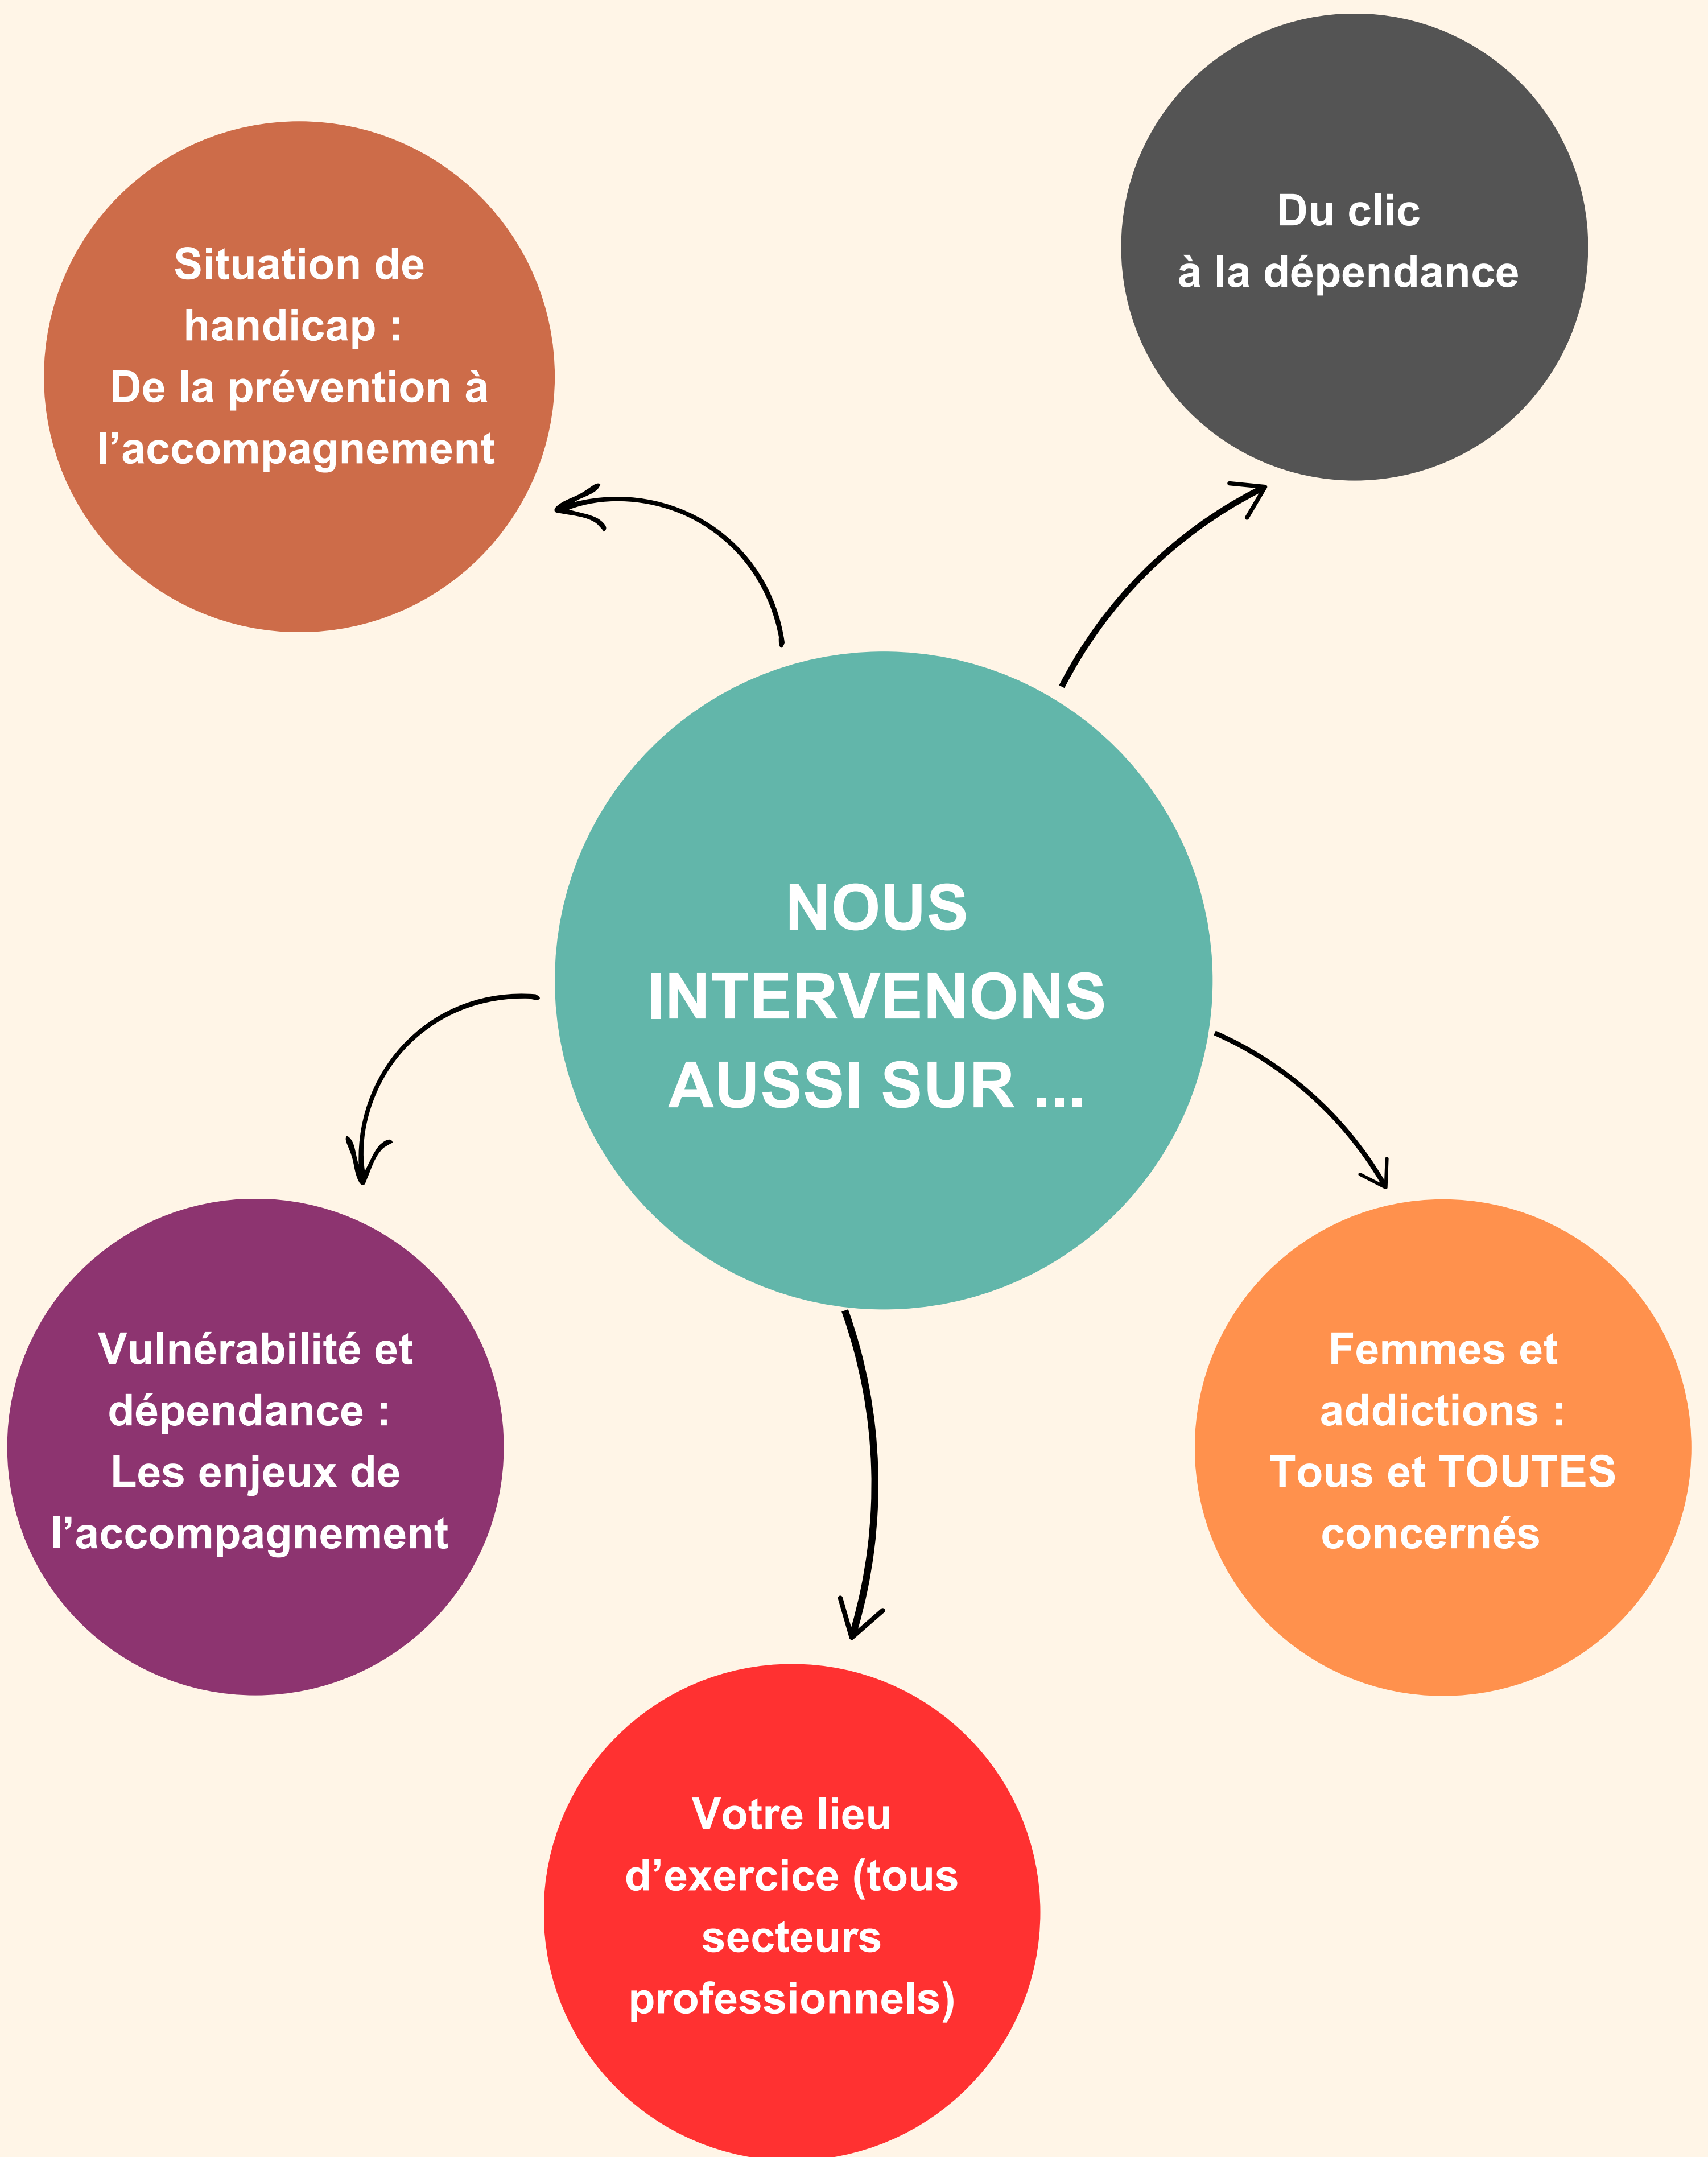 Du clic
à la dépendance
Situation de
handicap :
De la prévention à
l’accompagnement
NOUS
INTERVENONS
AUSSI SUR ...
Vulnérabilité et
dépendance :
Les enjeux de
l’accompagnement
Femmes et
addictions :
Tous et TOUTES
concernés
Votre lieu
d’exercice (tous
secteurs
professionnels)